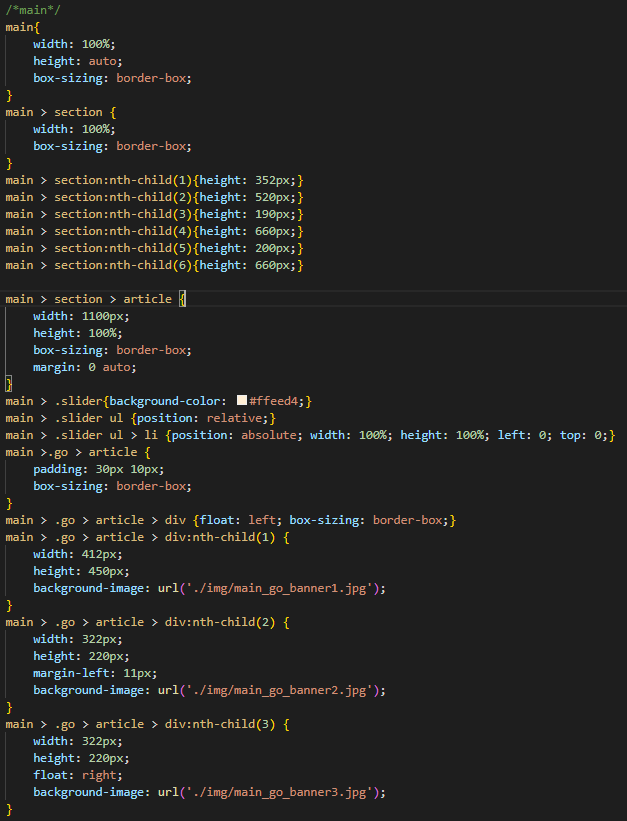 /*main*/
main{
    width: 100%;
    height: auto;
    box-sizing: border-box;
}
main > section {
    width: 100%;
    box-sizing: border-box;
}
main > section:nth-child(1){height: 352px;}
main > section:nth-child(2){height: 520px;}
main > section:nth-child(3){height: 190px;}
main > section:nth-child(4){height: 660px;}
main > section:nth-child(5){height: 200px;}
main > section:nth-child(6){height: 660px;}

main > section > article {
    width: 1100px;
    height: 100%;
    box-sizing: border-box;
    margin: 0 auto;
}
main > .slider{background-color: #ffeed4;}
main > .slider ul {position: relative;}
main > .slider ul > li {position: absolute; width: 100%; height: 100%; left: 0; top: 0;}
main >.go > article {
    padding: 30px 10px;
    box-sizing: border-box;
}
main > .go > article > div {float: left; box-sizing: border-box;}
main > .go > article > div:nth-child(1) {
    width: 412px;
    height: 450px;
    background-image: url('./img/main_go_banner1.jpg');
}
main > .go > article > div:nth-child(2) {
    width: 322px;
    height: 220px;
    margin-left: 11px;
    background-image: url('./img/main_go_banner2.jpg');
}
main > .go > article > div:nth-child(3) {
    width: 322px;
    height: 220px;
    float: right;
    background-image: url('./img/main_go_banner3.jpg');
}